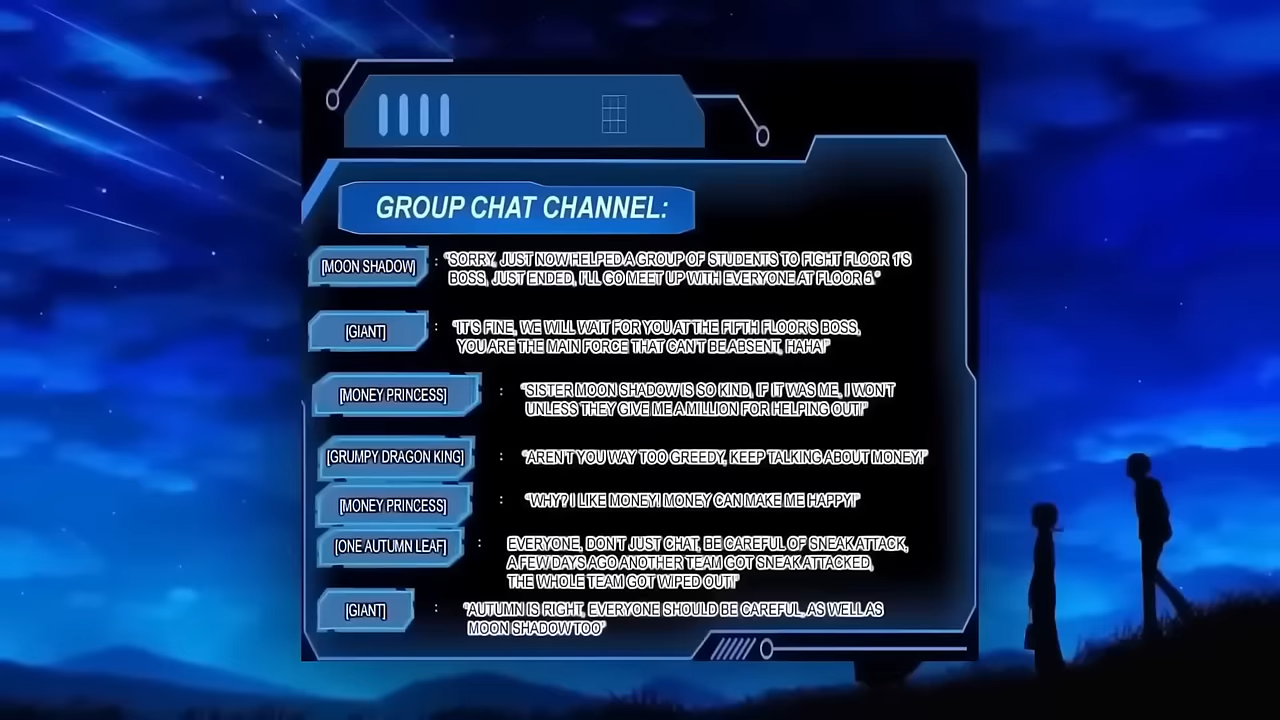 GROUP CHAT CHANNEL:
[MOON SHADOW] : "SORRY, JUST NOW HELPED A GROUP OF STUDENTS TO FIGHT FLOOR 1'S
BOSS, JUST ENDED, I'LL GO MEET UP WITH EVERYONE AT FLOOR 5."
[GIANT] : "IT'S FINE, WE WILL WAIT FOR YOU AT THE FIFTH FLOOR'S BOSS,
YOU ARE THE MAIN FORCE THAT CAN'T BE ABSENT, HAHA!"
[MONEY PRINCESS] : "SISTER MOON SHADOW IS SO KIND, IF IT WAS ME, I WON'T
UNLESS THEY GIVE ME A MILLION FOR HELPING OUT!"
[GRUMPY DRAGON KING] : "AREN'T YOU WAY TOO GREEDY, KEEP TALKING ABOUT MONEY!"
[MONEY PRINCESS] : "WHY? I LIKE MONEY! MONEY CAN MAKE ME HAPPY!"
[ONE AUTUMN LEAF] : EVERYONE, DON'T JUST CHAT, BE CAREFUL OF SNEAK ATTACK,
A FEW DAYS AGO ANOTHER TEAM GOT SNEAK ATTACKED,
THE WHOLE TEAM GOT WIPED OUT!"
[GIANT] : "AUTUMN IS RIGHT, EVERYONE SHOULD BE CAREFUL, AS WELL AS
MOON SHADOW TOO"